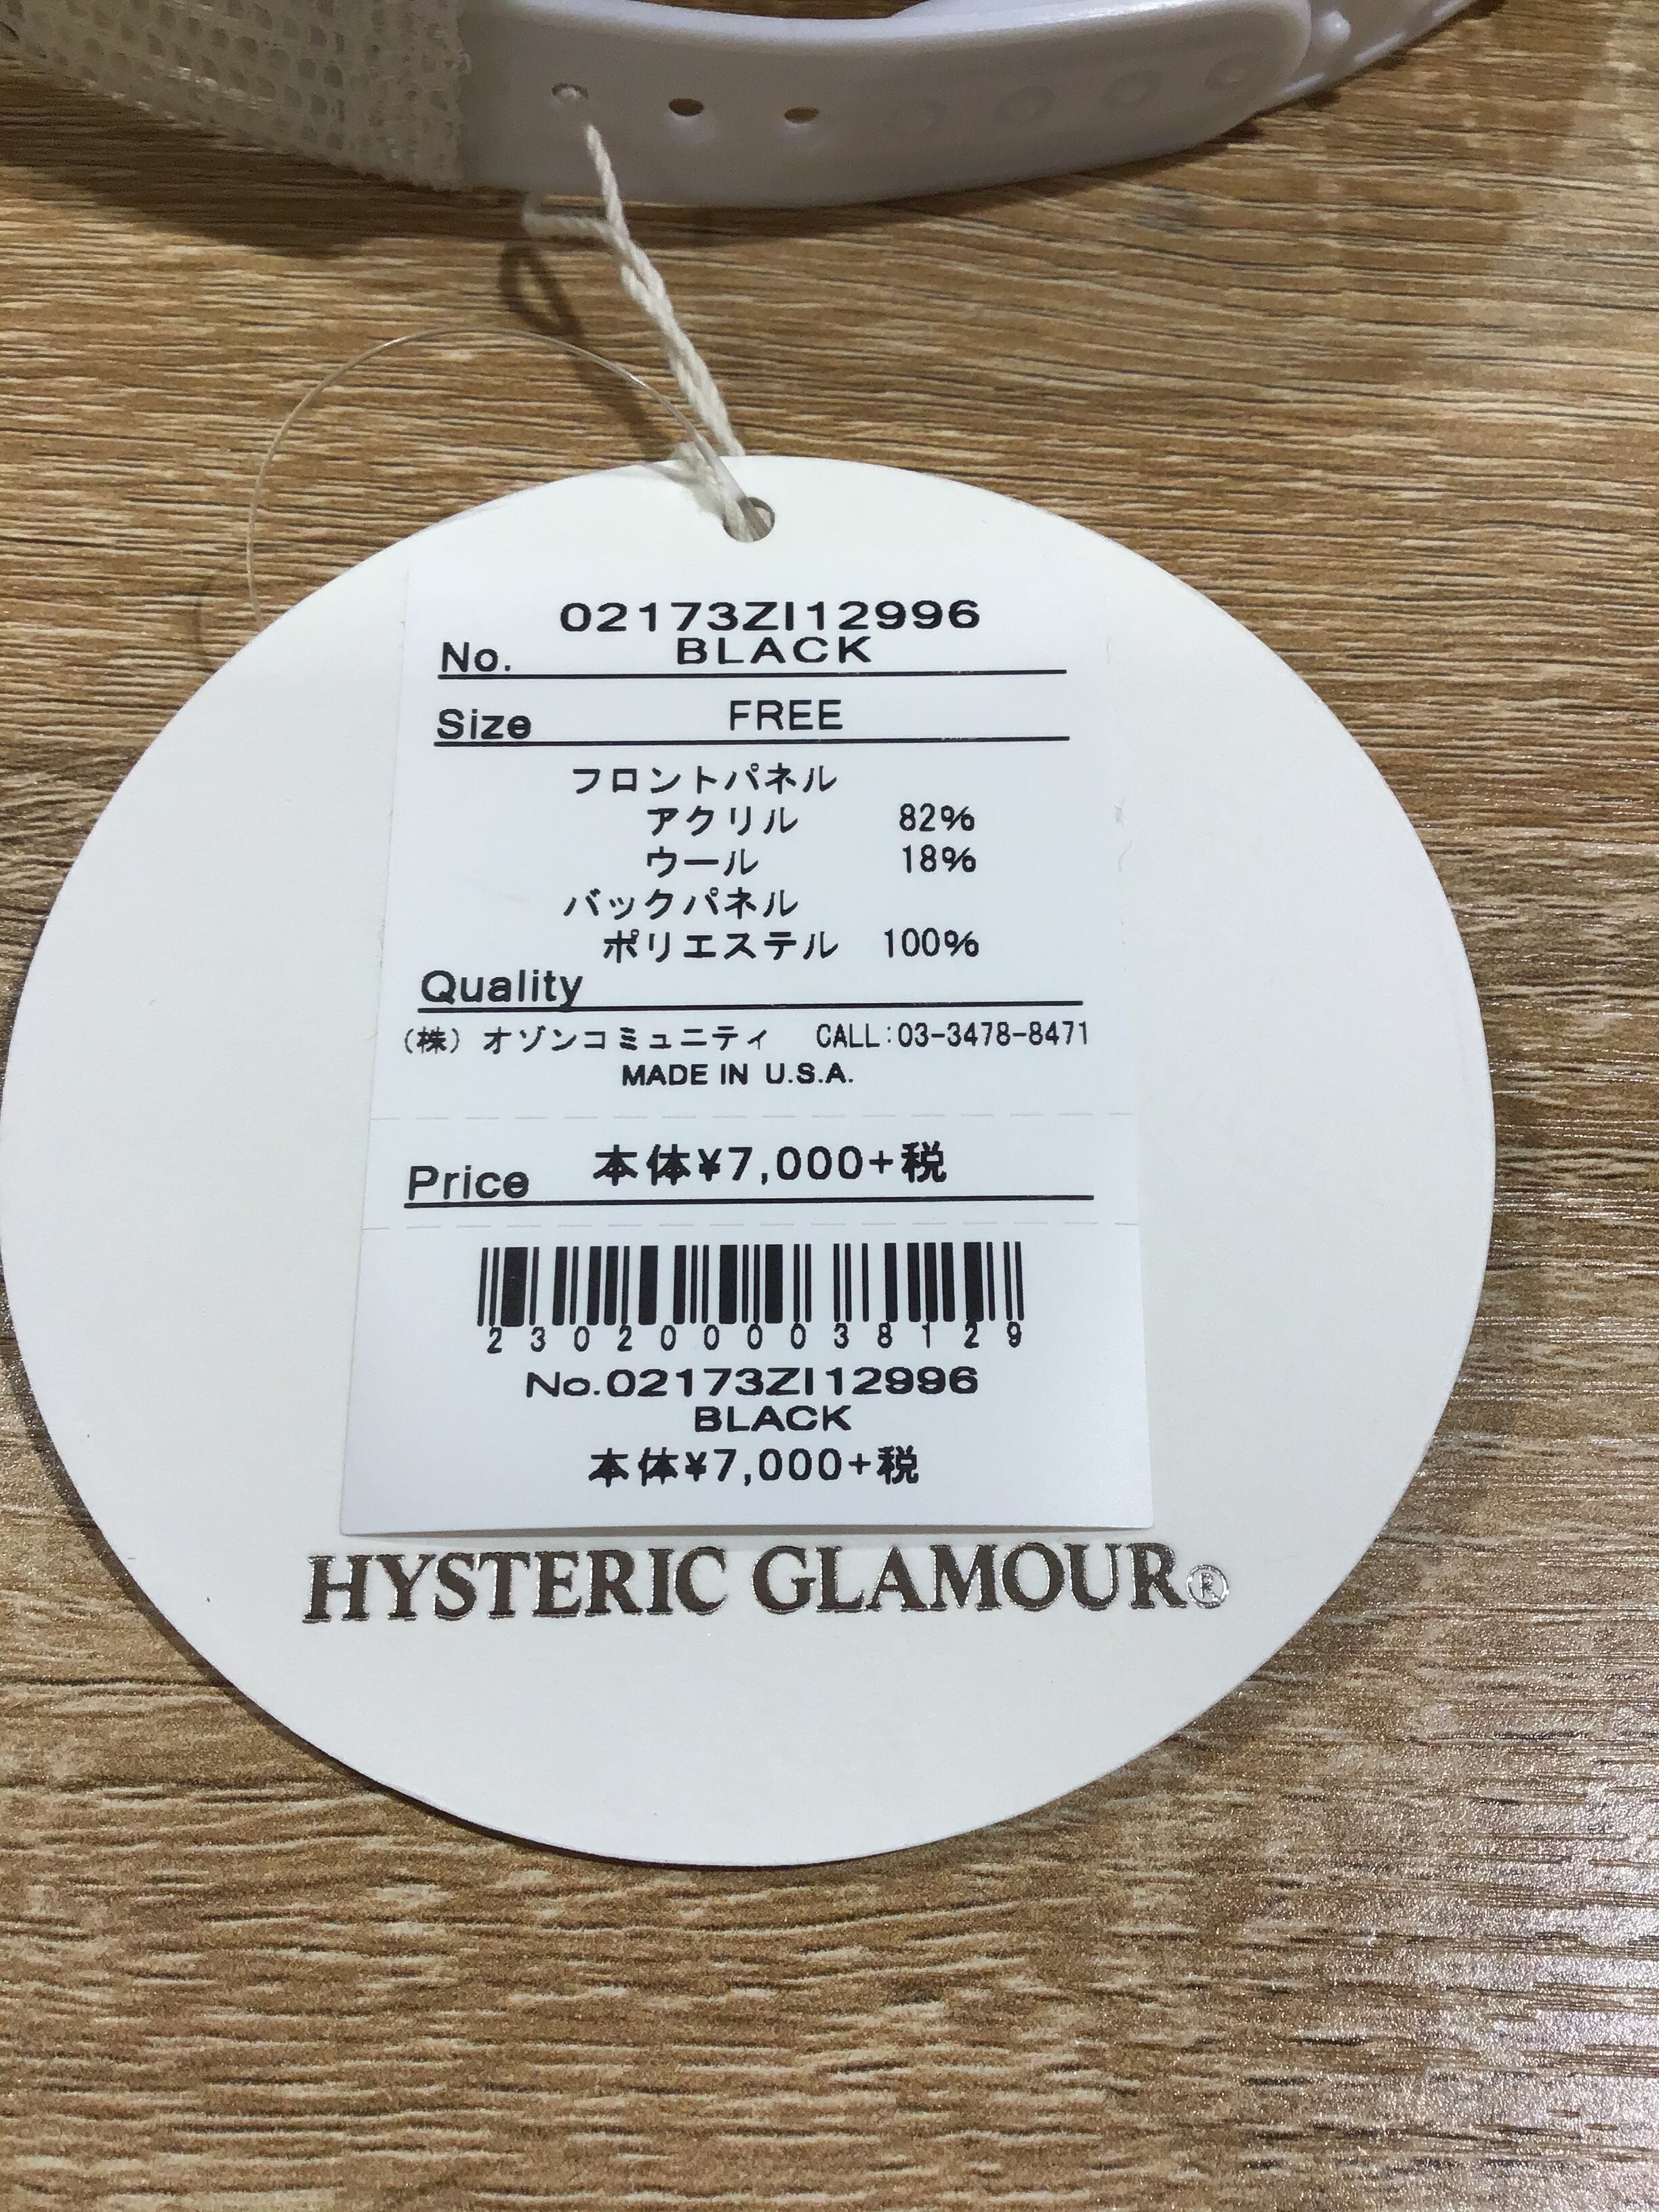 02173ZI12996
No. BLACK
Size FREE
フロントパネル
アクリル 82%
ウール 18%
バックパネル
ポリエステル 100%
Quality
(株) オゾンコミュニティ CALL:03-3478-8471
MADE IN U.S.A.
Price 本体¥7,000+税
2302000038129
No.02173ZI12996
BLACK
本体¥7,000+税
HYSTERIC GLAMOUR®